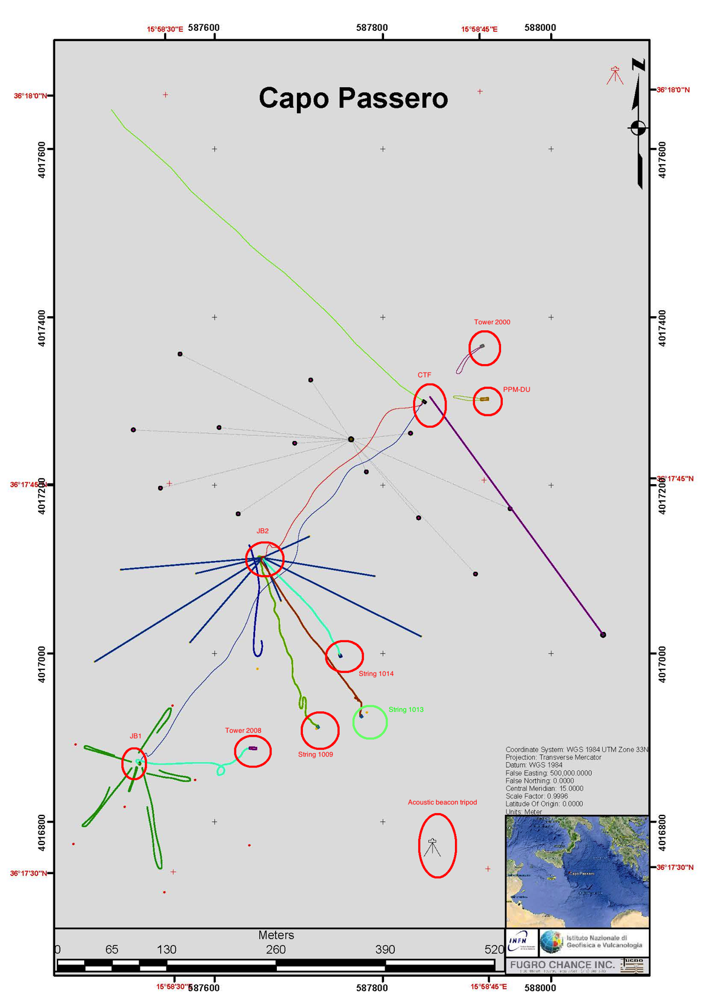 15°58'30"E 587600 587800 15°58'45"E 588000
Z
Capo Passero
36°18'0"N 36°18'0"N
4017600 4017600
4017400 4017400
Tower 2000
CTF
PPM-DU
36°17'45"N 36°17'45"N
4017200 4017200
JB2
4017000 4017000
String 1014
String 1013
Tower 2008
JB1
String 1009
Coordinate System: WGS 1984 UTM Zone 33N
Projection: Transverse Mercator
Datum: WGS 1984
False Easting: 500,000.0000
False Northing: 0.0000
Central Meridian: 15.0000
Scale Factor: 0.9996
Latitude Of Origin: 0.0000
Units: Meter
Acoustic beacon tripod
4016800 4016800
Capo Passero
36°17'30"N 36°17'30"N
Meters
0 65 130 260 390 520
INFN
Istituto Nazionale di
Geofisica e Vulcanologia
FUGRO CHANCE INC.
FUGRO
15°58'30"E 587600 587800 15°58'45"E 588000